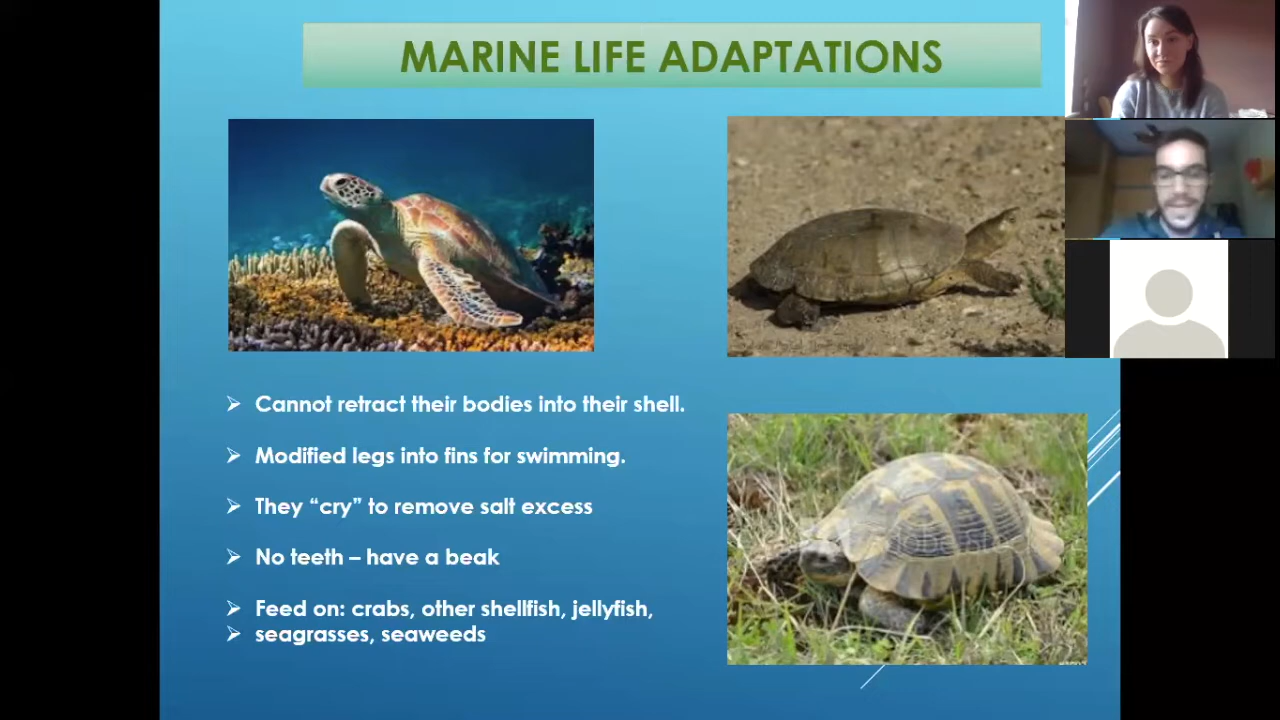 MARINE LIFE ADAPTATIONS
Cannot retract their bodies into their shell.
Modified legs into fins for swimming.
They “cry” to remove salt excess
No teeth – have a beak
Feed on: crabs, other shellfish, jellyfish,
seagrasses, seaweeds